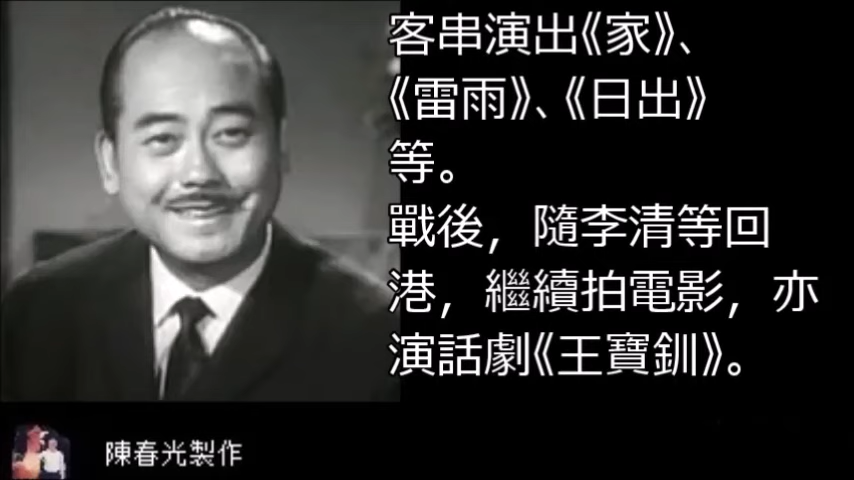 客串演出《家》、
《雷雨》、《日出》
等。
戰後，隨李清等回
港，繼續拍電影，亦
演話劇《王寶釧》。
陳春光製作